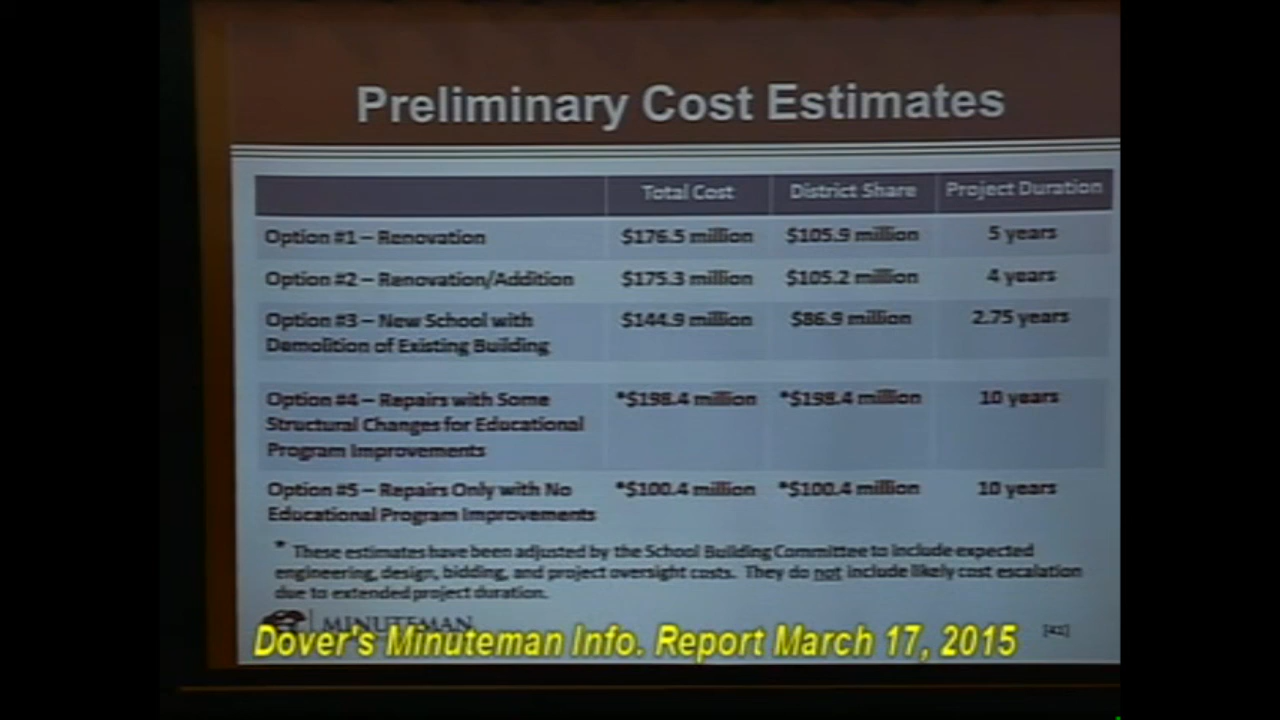 Preliminary Cost Estimates
Total Cost District Share Project Duration
Option #1 – Renovation $176.5 million $105.9 million 5 years
Option #2 – Renovation/Addition $175.3 million $105.2 million 4 years
Option #3 – New School with $144.9 million $86.9 million 2.75 years
Demolition of Existing Building
Option #4 – Repairs with Some *$198.4 million *$198.4 million 10 years
Structural Changes for Educational
Program Improvements
Option #5 – Repairs Only with No *$100.4 million *$100.4 million 10 years
Educational Program Improvements
* These estimates have been adjusted by the School Building Committee to include expected
engineering, design, bidding, and project oversight costs. They do not include likely cost escalation
due to extended project duration.
MINUTEMAN
Dover's Minuteman Info. Report March 17, 2015